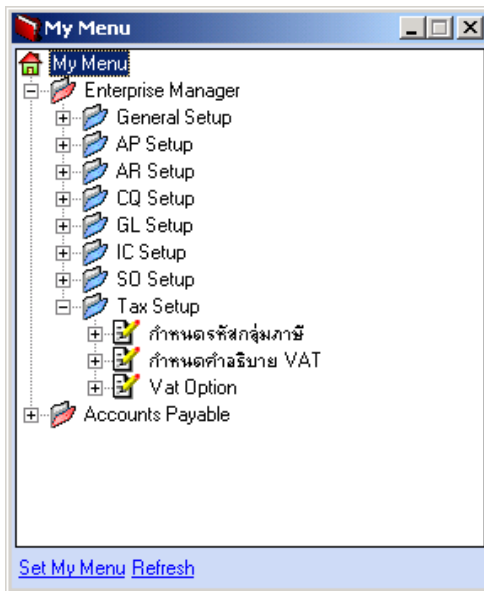 My Menu
My Menu
Enterprise Manager
General Setup
AP Setup
AR Setup
CQ Setup
GL Setup
IC Setup
SO Setup
Tax Setup
กำหนดรหัสกลุ่มภาษี
กำหนดคำอธิบาย VAT
Vat Option
Accounts Payable
Set My Menu Refresh